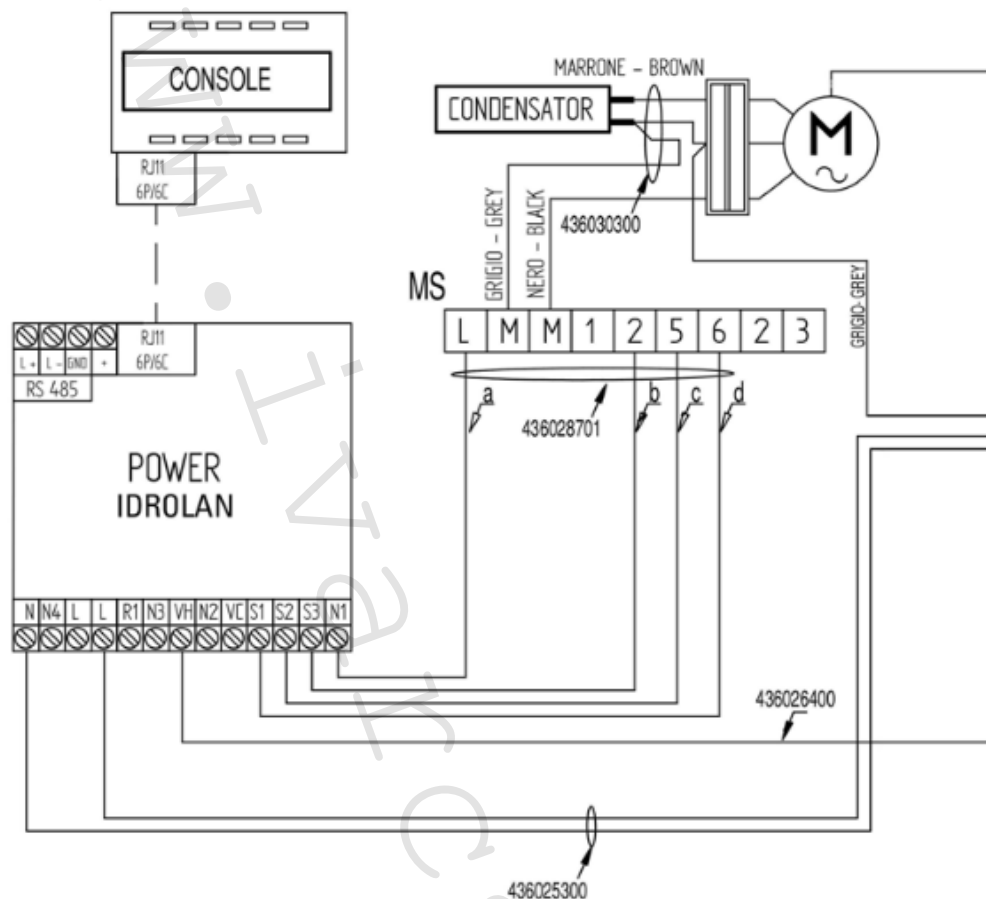 CONSOLE
RJ11
6P/6C
MARRONE - BROWN
CONDENSATOR
M
436030300
GRIGIO - GREY
NERO - BLACK
GRIGIO- GREY
MS
L M M 1 2 5 6 2 3
a b c d
436028701
RJ11
6P/6C
L + L - GND +
RS 485
POWER
IDROLAN
N N4 L L R1 N3 VH N2 VC S1 S2 S3 N1
436026400
436025300